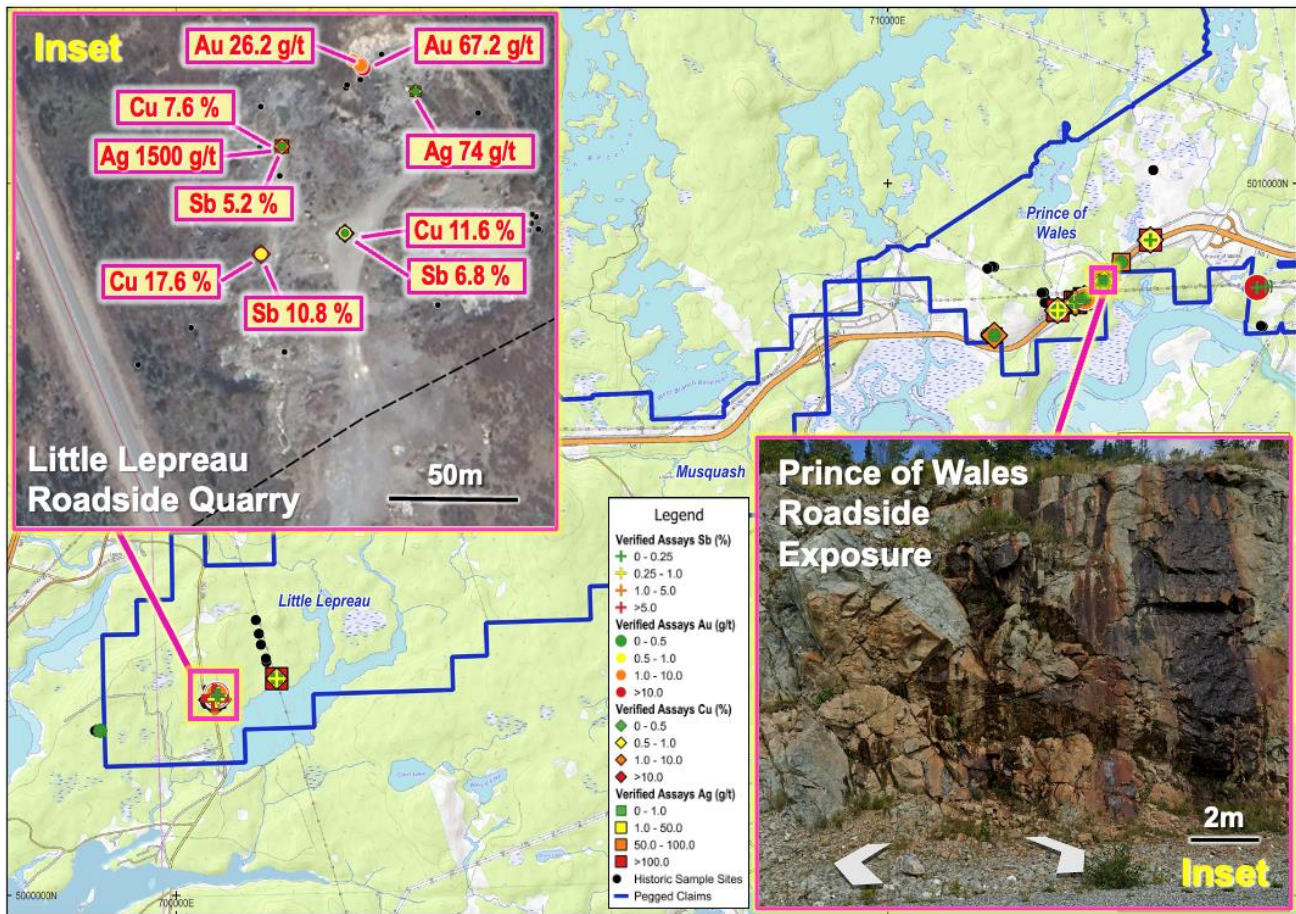 Inset
Au 26.2 g/t
Au 67.2 g/t
Cu 7.6 %
Ag 1500 g/t
Ag 74 g/t
Sb 5.2 %
Cu 11.6 %
Cu 17.6 %
Sb 6.8 %
Sb 10.8 %
Little Lepreau
Roadside Quarry
50m
710000E
5010000N
Prince of
Wales
Prince of Wales
West Branch Reservoir
Musquash
Little Lepreau
5000000N
700000E
Legend
Verified Assays Sb (%)
0 - 0.25
0.25 - 1.0
1.0 - 5.0
>5.0
Verified Assays Au (g/t)
0 - 0.5
0.5 - 1.0
1.0 - 10.0
>10.0
Verified Assays Cu (%)
0 - 0.5
0.5 - 1.0
1.0 - 10.0
>10.0
Verified Assays Ag (g/t)
0 - 1.0
1.0 - 50.0
50.0 - 100.0
>100.0
Historic Sample Sites
Pegged Claims
Prince of Wales
Roadside
Exposure
2m
Inset